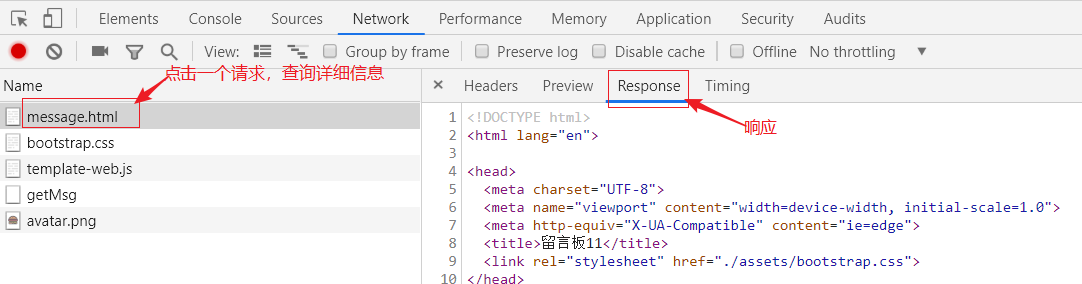 Elements Console Sources Network Performance Memory Application Security Audits
View: Group by frame Preserve log Disable cache Offline No throttling
Name
点击一个请求，查询详细信息
message.html
bootstrap.css
template-web.js
getMsg
avatar.png
× Headers Preview Response Timing
响应
1 <!DOCTYPE html>
2 <html lang="en">
3
4 <head>
5 <meta charset="UTF-8">
6 <meta name="viewport" content="width=device-width, initial-scale=1.0">
7 <meta http-equiv="X-UA-Compatible" content="ie=edge">
8 <title>留言板11</title>
9 <link rel="stylesheet" href="./assets/bootstrap.css">
10 </head>